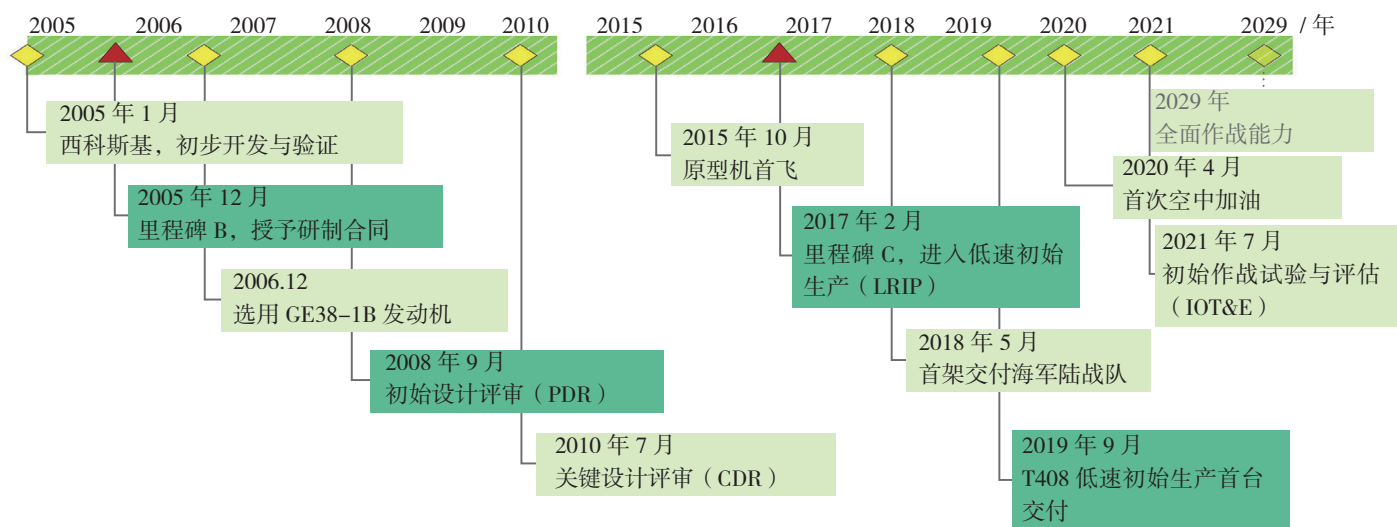 2005 2006 2007 2008 2009 2010 2015 2016 2017 2018 2019 2020 2021 2029 / 年
2005 年 1 月
西科斯基，初步开发与验证
2005 年 12 月
里程碑 B，授予研制合同
2006.12
选用 GE38-1B 发动机
2008 年 9 月
初始设计评审（PDR）
2010 年 7 月
关键设计评审（CDR）
2015 年 10 月
原型机首飞
2017 年 2 月
里程碑 C，进入低速初始
生产（LRIP）
2018 年 5 月
首架交付海军陆战队
2019 年 9 月
T408 低速初始生产首台
交付
2020 年 4 月
首次空中加油
2021 年 7 月
初始作战试验与评估
（IOT&E）
2029 年
全面作战能力